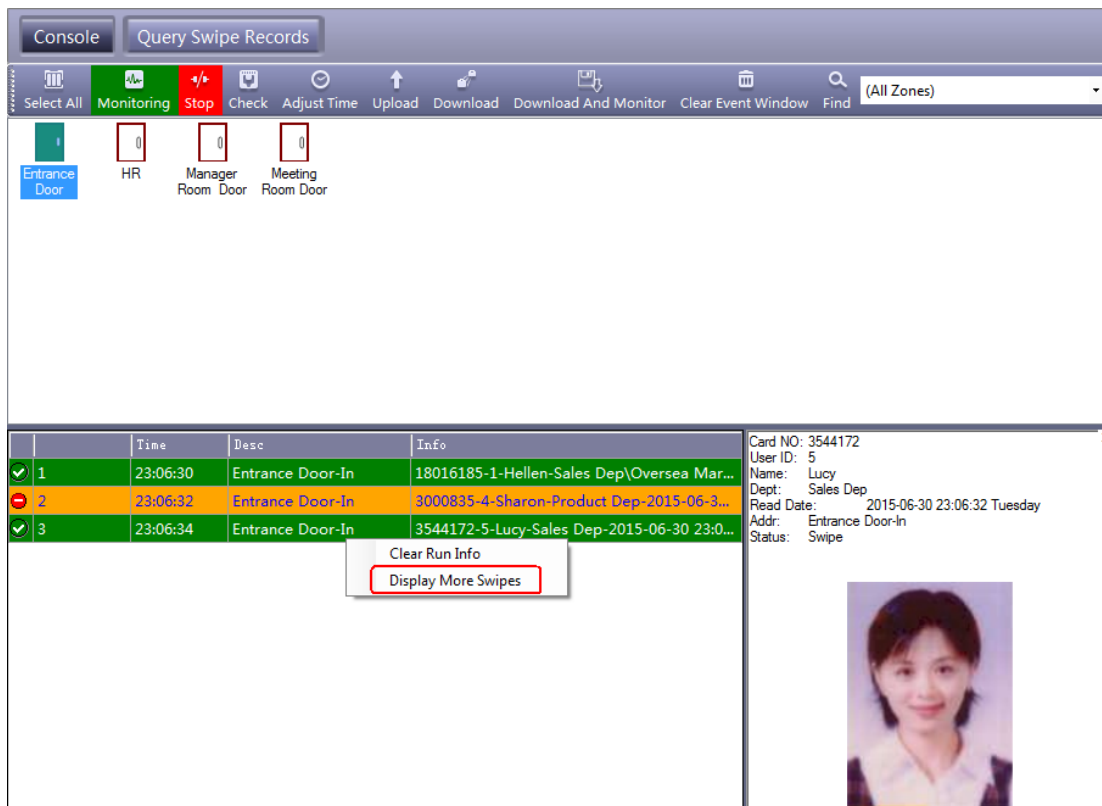 Console Query Swipe Records
Select All Monitoring Stop Check Adjust Time Upload Download Download And Monitor Clear Event Window Find (All Zones)
Entrance Door
HR
Manager Room Door
Meeting Room Door
Time Desc Info
1 23:06:30 Entrance Door-In 18016185-1-Hellen-Sales Dep\Oversea Mar...
2 23:06:32 Entrance Door-In 3000835-4-Sharon-Product Dep-2015-06-3...
3 23:06:34 Entrance Door-In 3544172-5-Lucy-Sales Dep-2015-06-30 23:0...
Clear Run Info
Display More Swipes
Card NO: 3544172
User ID: 5
Name: Lucy
Dept: Sales Dep
Read Date: 2015-06-30 23:06:32 Tuesday
Addr: Entrance Door-In
Status: Swipe